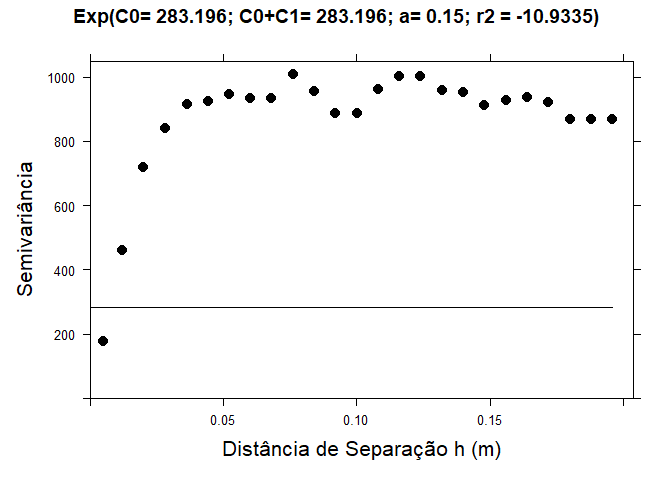 Exp(C0= 283.196; C0+C1= 283.196; a= 0.15; r2 = -10.9335)
1000
800
600
400
200
Semivariância
0.05 0.10 0.15
Distância de Separação h (m)